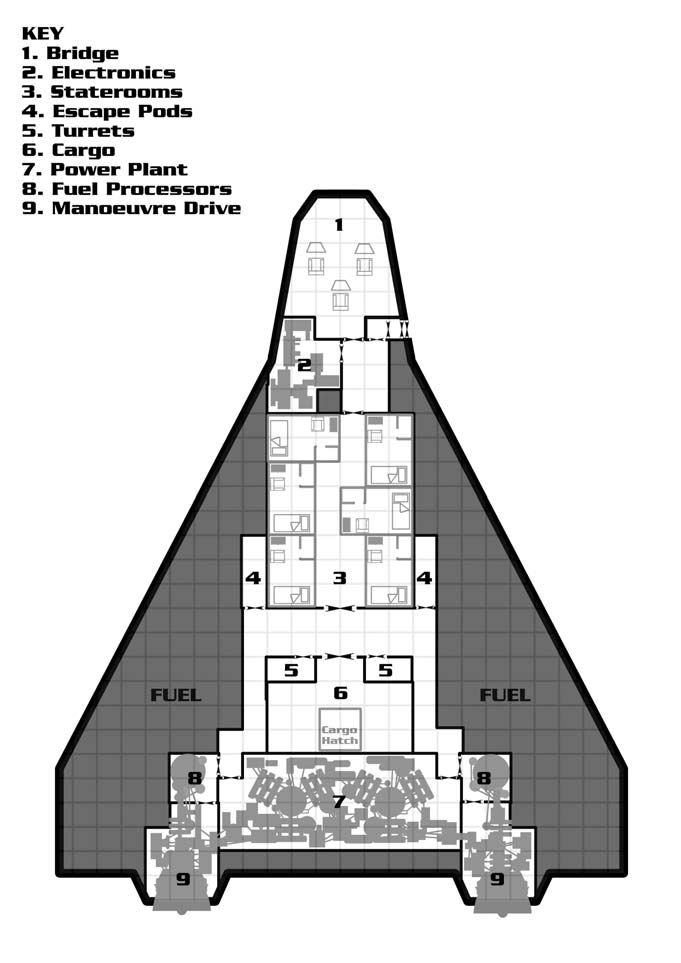 KEY
1. Bridge
2. Electronics
3. Staterooms
4. Escape Pods
5. Turrets
6. Cargo
7. Power Plant
8. Fuel Processors
9. Manoeuvre Drive
1
2
4
3
4
5
5
FUEL
6
FUEL
Cargo
Hatch
8
8
7
9
9